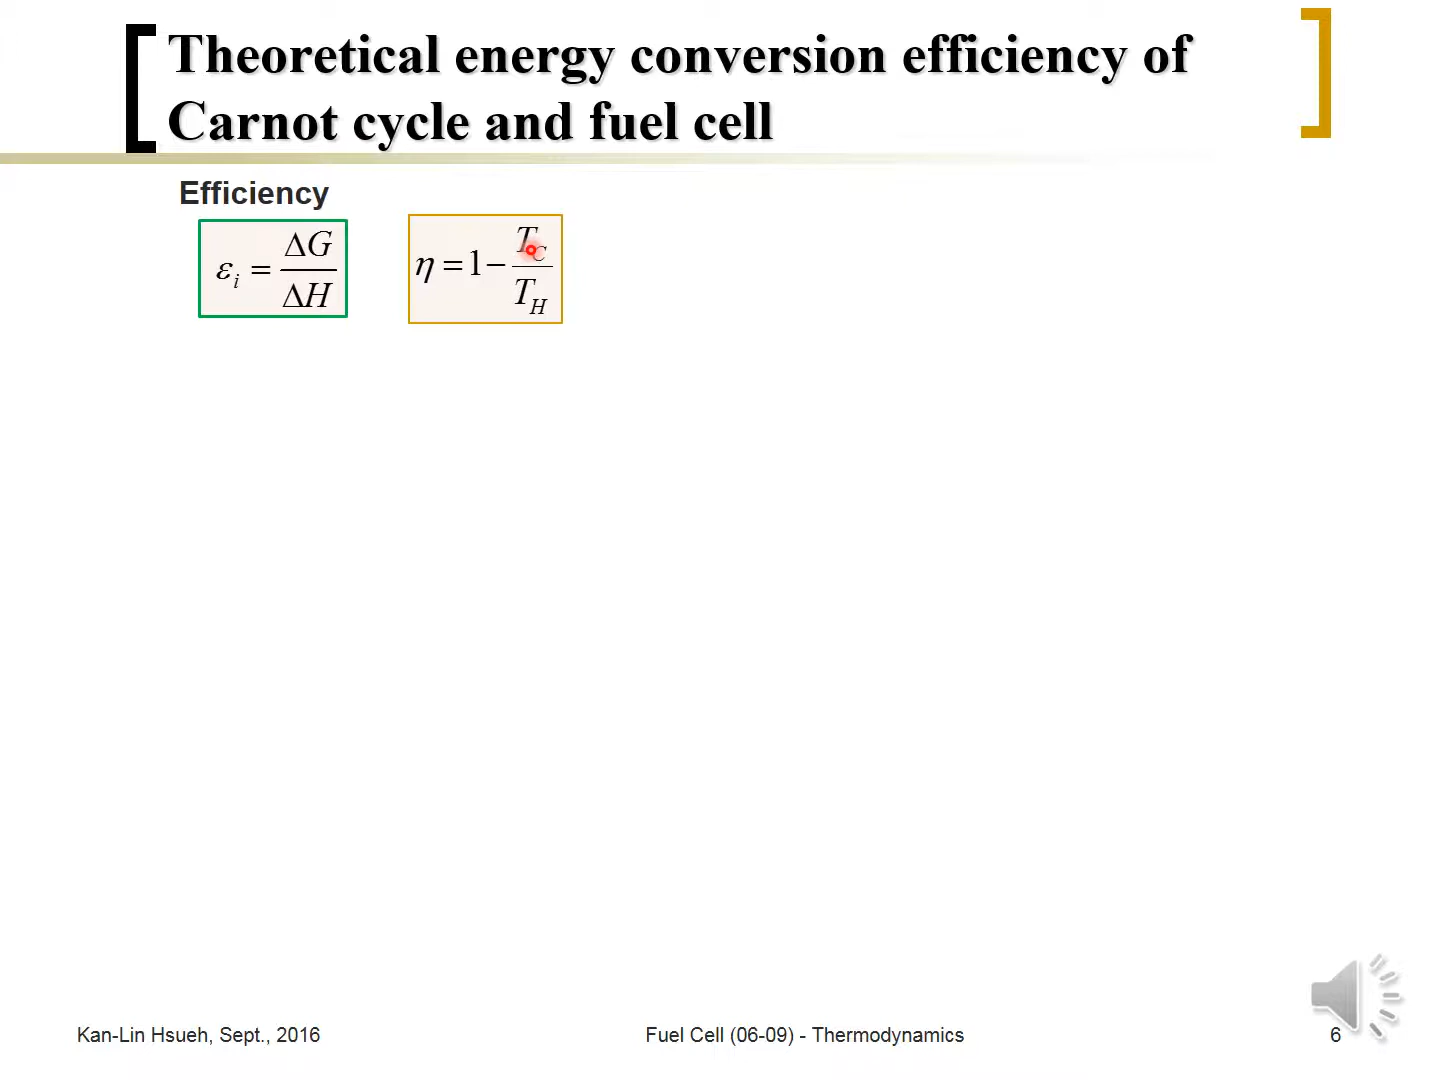 Theoretical energy conversion efficiency of
Carnot cycle and fuel cell
Efficiency
εᵢ = ΔG / ΔH
η = 1 − T_C / T_H
Kan-Lin Hsueh, Sept., 2016
Fuel Cell (06-09) - Thermodynamics
6